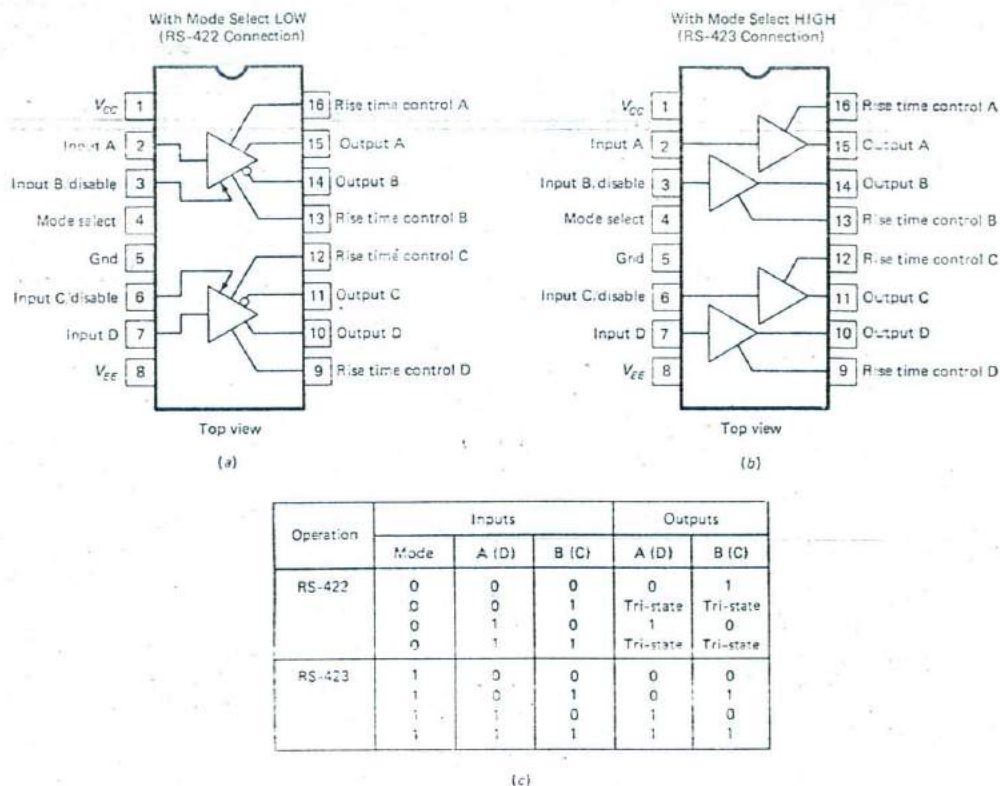 With Mode Select LOW
(RS-422 Connection)
V_CC 1
16 Rise time control A
Input A 2
15 Output A
Input B/disable 3
14 Output B
Mode select 4
13 Rise time control B
Gnd 5
12 Rise time control C
Input C/disable 6
11 Output C
Input D 7
10 Output D
V_EE 8
9 Rise time control D
Top view
(a)
With Mode Select HIGH
(RS-423 Connection)
V_CC 1
16 Rise time control A
Input A 2
15 Output A
Input B/disable 3
14 Output B
Mode select 4
13 Rise time control B
Gnd 5
12 Rise time control C
Input C/disable 6
11 Output C
Input D 7
10 Output D
V_EE 8
9 Rise time control D
Top view
(b)
Operation Inputs Outputs
Mode A (D) B (C) A (D) B (C)
RS-422 0 0 0 0 1
0 0 1 Tri-state Tri-state
0 1 0 1 0
0 1 1 Tri-state Tri-state
RS-423 1 0 0 0 0
1 0 1 0 1
1 1 0 1 0
1 1 1 1 1
(c)